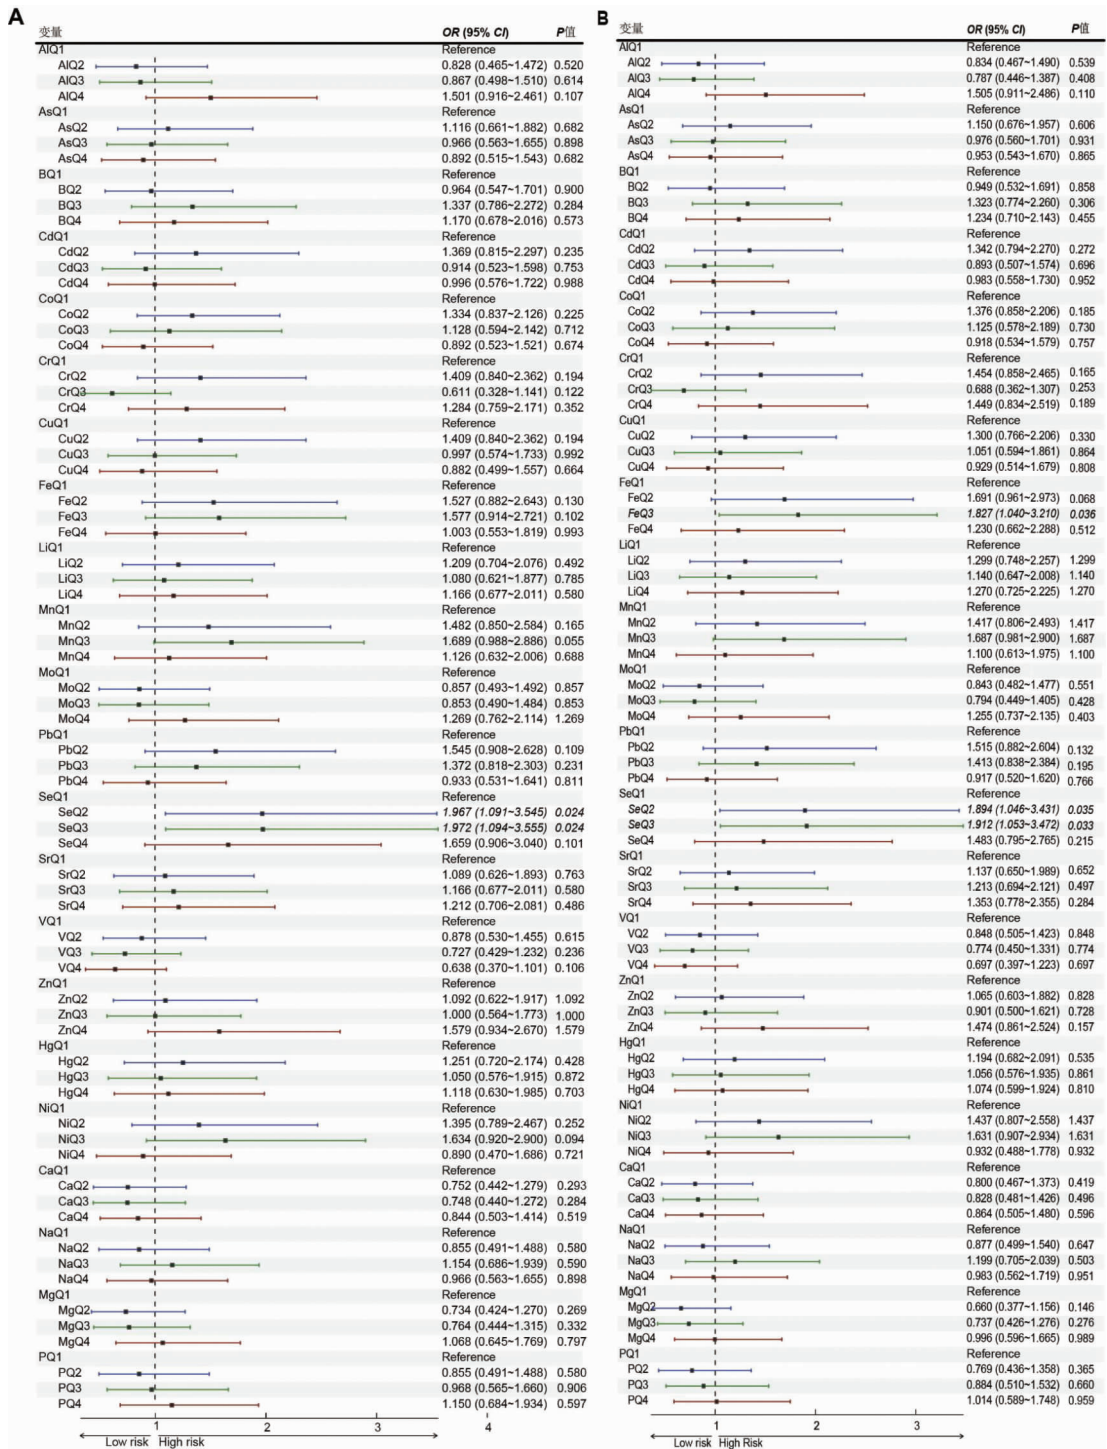 A
变量 OR (95% CI) P值
AlQ1 Reference
AlQ2 0.828 (0.465~1.472) 0.520
AlQ3 0.867 (0.498~1.510) 0.614
AlQ4 1.501 (0.916~2.461) 0.107
AsQ1 Reference
AsQ2 1.116 (0.661~1.882) 0.682
AsQ3 0.966 (0.563~1.655) 0.898
AsQ4 0.892 (0.515~1.543) 0.682
BQ1 Reference
BQ2 0.964 (0.547~1.701) 0.900
BQ3 1.337 (0.786~2.272) 0.284
BQ4 1.170 (0.678~2.016) 0.573
CdQ1 Reference
CdQ2 1.369 (0.815~2.297) 0.235
CdQ3 0.914 (0.523~1.598) 0.753
CdQ4 0.996 (0.576~1.722) 0.988
CoQ1 Reference
CoQ2 1.334 (0.837~2.126) 0.225
CoQ3 1.128 (0.594~2.142) 0.712
CoQ4 0.892 (0.523~1.521) 0.674
CrQ1 Reference
CrQ2 1.409 (0.840~2.362) 0.194
CrQ3 0.611 (0.328~1.141) 0.122
CrQ4 1.284 (0.759~2.171) 0.352
CuQ1 Reference
CuQ2 1.409 (0.840~2.362) 0.194
CuQ3 0.997 (0.574~1.733) 0.992
CuQ4 0.882 (0.499~1.557) 0.664
FeQ1 Reference
FeQ2 1.527 (0.882~2.643) 0.130
FeQ3 1.577 (0.914~2.721) 0.102
FeQ4 1.003 (0.553~1.819) 0.993
LiQ1 Reference
LiQ2 1.209 (0.704~2.076) 0.492
LiQ3 1.080 (0.621~1.877) 0.785
LiQ4 1.166 (0.677~2.011) 0.580
MnQ1 Reference
MnQ2 1.482 (0.850~2.584) 0.165
MnQ3 1.689 (0.988~2.886) 0.055
MnQ4 1.126 (0.632~2.006) 0.688
MoQ1 Reference
MoQ2 0.857 (0.493~1.492) 0.857
MoQ3 0.853 (0.490~1.484) 0.853
MoQ4 1.269 (0.762~2.114) 1.269
PbQ1 Reference
PbQ2 1.545 (0.908~2.628) 0.109
PbQ3 1.372 (0.818~2.303) 0.231
PbQ4 0.933 (0.531~1.641) 0.811
SeQ1 Reference
SeQ2 1.967 (1.091~3.545) 0.024
SeQ3 1.972 (1.094~3.555) 0.024
SeQ4 1.659 (0.906~3.040) 0.101
SrQ1 Reference
SrQ2 1.089 (0.626~1.893) 0.763
SrQ3 1.166 (0.677~2.011) 0.580
SrQ4 1.212 (0.706~2.081) 0.486
VQ1 Reference
VQ2 0.878 (0.530~1.455) 0.615
VQ3 0.727 (0.429~1.232) 0.236
VQ4 0.638 (0.370~1.101) 0.106
ZnQ1 Reference
ZnQ2 1.092 (0.622~1.917) 1.092
ZnQ3 1.000 (0.564~1.773) 1.000
ZnQ4 1.579 (0.934~2.670) 1.579
HgQ1 Reference
HgQ2 1.251 (0.720~2.174) 0.428
HgQ3 1.050 (0.576~1.915) 0.872
HgQ4 1.118 (0.630~1.985) 0.703
NiQ1 Reference
NiQ2 1.395 (0.789~2.467) 0.252
NiQ3 1.634 (0.920~2.900) 0.094
NiQ4 0.890 (0.470~1.686) 0.721
CaQ1 Reference
CaQ2 0.752 (0.442~1.279) 0.293
CaQ3 0.748 (0.440~1.272) 0.284
CaQ4 0.844 (0.503~1.414) 0.519
NaQ1 Reference
NaQ2 0.855 (0.491~1.488) 0.580
NaQ3 1.154 (0.686~1.939) 0.590
NaQ4 0.966 (0.563~1.655) 0.898
MgQ1 Reference
MgQ2 0.734 (0.424~1.270) 0.269
MgQ3 0.764 (0.444~1.315) 0.332
MgQ4 1.068 (0.645~1.769) 0.797
PQ1 Reference
PQ2 0.855 (0.491~1.488) 0.580
PQ3 0.968 (0.565~1.660) 0.906
PQ4 1.150 (0.684~1.934) 0.597
1 2 3 4
Low risk High risk
B
变量 OR (95% CI) P值
AlQ1 Reference
AlQ2 0.834 (0.467~1.490) 0.539
AlQ3 0.787 (0.446~1.387) 0.408
AlQ4 1.505 (0.911~2.486) 0.110
AsQ1 Reference
AsQ2 1.150 (0.676~1.957) 0.606
AsQ3 0.976 (0.560~1.701) 0.931
AsQ4 0.953 (0.543~1.670) 0.865
BQ1 Reference
BQ2 0.949 (0.532~1.691) 0.858
BQ3 1.323 (0.774~2.260) 0.306
BQ4 1.234 (0.710~2.143) 0.455
CdQ1 Reference
CdQ2 1.342 (0.794~2.270) 0.272
CdQ3 0.893 (0.507~1.574) 0.696
CdQ4 0.983 (0.558~1.730) 0.952
CoQ1 Reference
CoQ2 1.376 (0.858~2.206) 0.185
CoQ3 1.125 (0.578~2.189) 0.730
CoQ4 0.918 (0.534~1.579) 0.757
CrQ1 Reference
CrQ2 1.454 (0.858~2.465) 0.165
CrQ3 0.688 (0.362~1.307) 0.253
CrQ4 1.449 (0.834~2.519) 0.189
CuQ1 Reference
CuQ2 1.300 (0.766~2.206) 0.330
CuQ3 1.051 (0.594~1.861) 0.864
CuQ4 0.929 (0.514~1.679) 0.808
FeQ1 Reference
FeQ2 1.691 (0.961~2.973) 0.068
FeQ3 1.827 (1.040~3.210) 0.036
FeQ4 1.230 (0.662~2.288) 0.512
LiQ1 Reference
LiQ2 1.299 (0.748~2.257) 1.299
LiQ3 1.140 (0.647~2.008) 1.140
LiQ4 1.270 (0.725~2.225) 1.270
MnQ1 Reference
MnQ2 1.417 (0.806~2.493) 1.417
MnQ3 1.687 (0.981~2.900) 1.687
MnQ4 1.100 (0.613~1.975) 1.100
MoQ1 Reference
MoQ2 0.843 (0.482~1.477) 0.551
MoQ3 0.794 (0.449~1.405) 0.428
MoQ4 1.255 (0.737~2.135) 0.403
PbQ1 Reference
PbQ2 1.515 (0.882~2.604) 0.132
PbQ3 1.413 (0.838~2.384) 0.195
PbQ4 0.917 (0.520~1.620) 0.766
SeQ1 Reference
SeQ2 1.894 (1.046~3.431) 0.035
SeQ3 1.912 (1.053~3.472) 0.033
SeQ4 1.483 (0.795~2.765) 0.215
SrQ1 Reference
SrQ2 1.137 (0.650~1.989) 0.652
SrQ3 1.213 (0.694~2.121) 0.497
SrQ4 1.353 (0.778~2.355) 0.284
VQ1 Reference
VQ2 0.848 (0.505~1.423) 0.848
VQ3 0.774 (0.450~1.331) 0.774
VQ4 0.697 (0.397~1.223) 0.697
ZnQ1 Reference
ZnQ2 1.065 (0.603~1.882) 0.828
ZnQ3 0.901 (0.500~1.621) 0.728
ZnQ4 1.474 (0.861~2.524) 0.157
HgQ1 Reference
HgQ2 1.194 (0.682~2.091) 0.535
HgQ3 1.056 (0.576~1.935) 0.861
HgQ4 1.074 (0.599~1.924) 0.810
NiQ1 Reference
NiQ2 1.437 (0.807~2.558) 1.437
NiQ3 1.631 (0.907~2.934) 1.631
NiQ4 0.932 (0.488~1.778) 0.932
CaQ1 Reference
CaQ2 0.800 (0.467~1.373) 0.419
CaQ3 0.828 (0.481~1.426) 0.496
CaQ4 0.864 (0.505~1.480) 0.596
NaQ1 Reference
NaQ2 0.877 (0.499~1.540) 0.647
NaQ3 1.199 (0.705~2.039) 0.503
NaQ4 0.983 (0.562~1.719) 0.951
MgQ1 Reference
MgQ2 0.660 (0.377~1.156) 0.146
MgQ3 0.737 (0.426~1.276) 0.276
MgQ4 0.996 (0.596~1.665) 0.989
PQ1 Reference
PQ2 0.769 (0.436~1.358) 0.365
PQ3 0.884 (0.510~1.532) 0.660
PQ4 1.014 (0.589~1.748) 0.959
1 2 3
Low risk High Risk